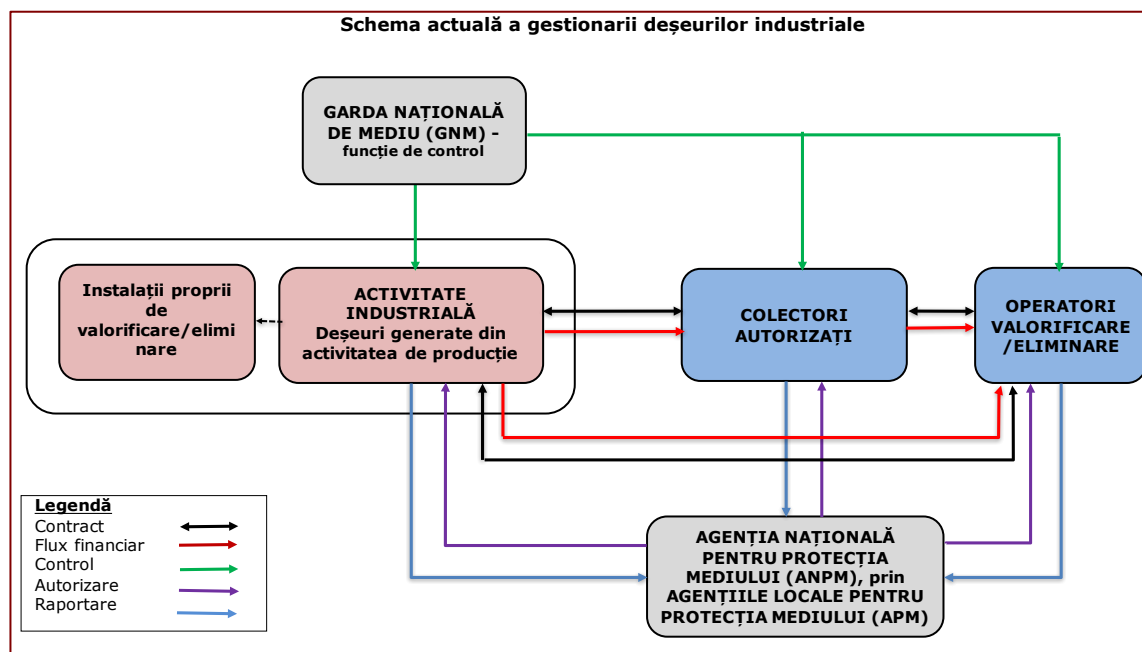 Schema actuală a gestionarii deșeurilor industriale
GARDA NAȚIONALĂ
DE MEDIU (GNM) -
funcție de control
Instalații proprii
de
valorificare/elimi
nare
ACTIVITATE
INDUSTRIALĂ
Deșeuri generate din
activitatea de producție
COLECTORI
AUTORIZAȚI
OPERATORI
VALORIFICARE
/ELIMINARE
Legendă
Contract
Flux financiar
Control
Autorizare
Raportare
AGENȚIA NAȚIONALĂ
PENTRU PROTECȚIA
MEDIULUI (ANPM), prin
AGENȚIILE LOCALE PENTRU
PROTECȚIA MEDIULUI (APM)